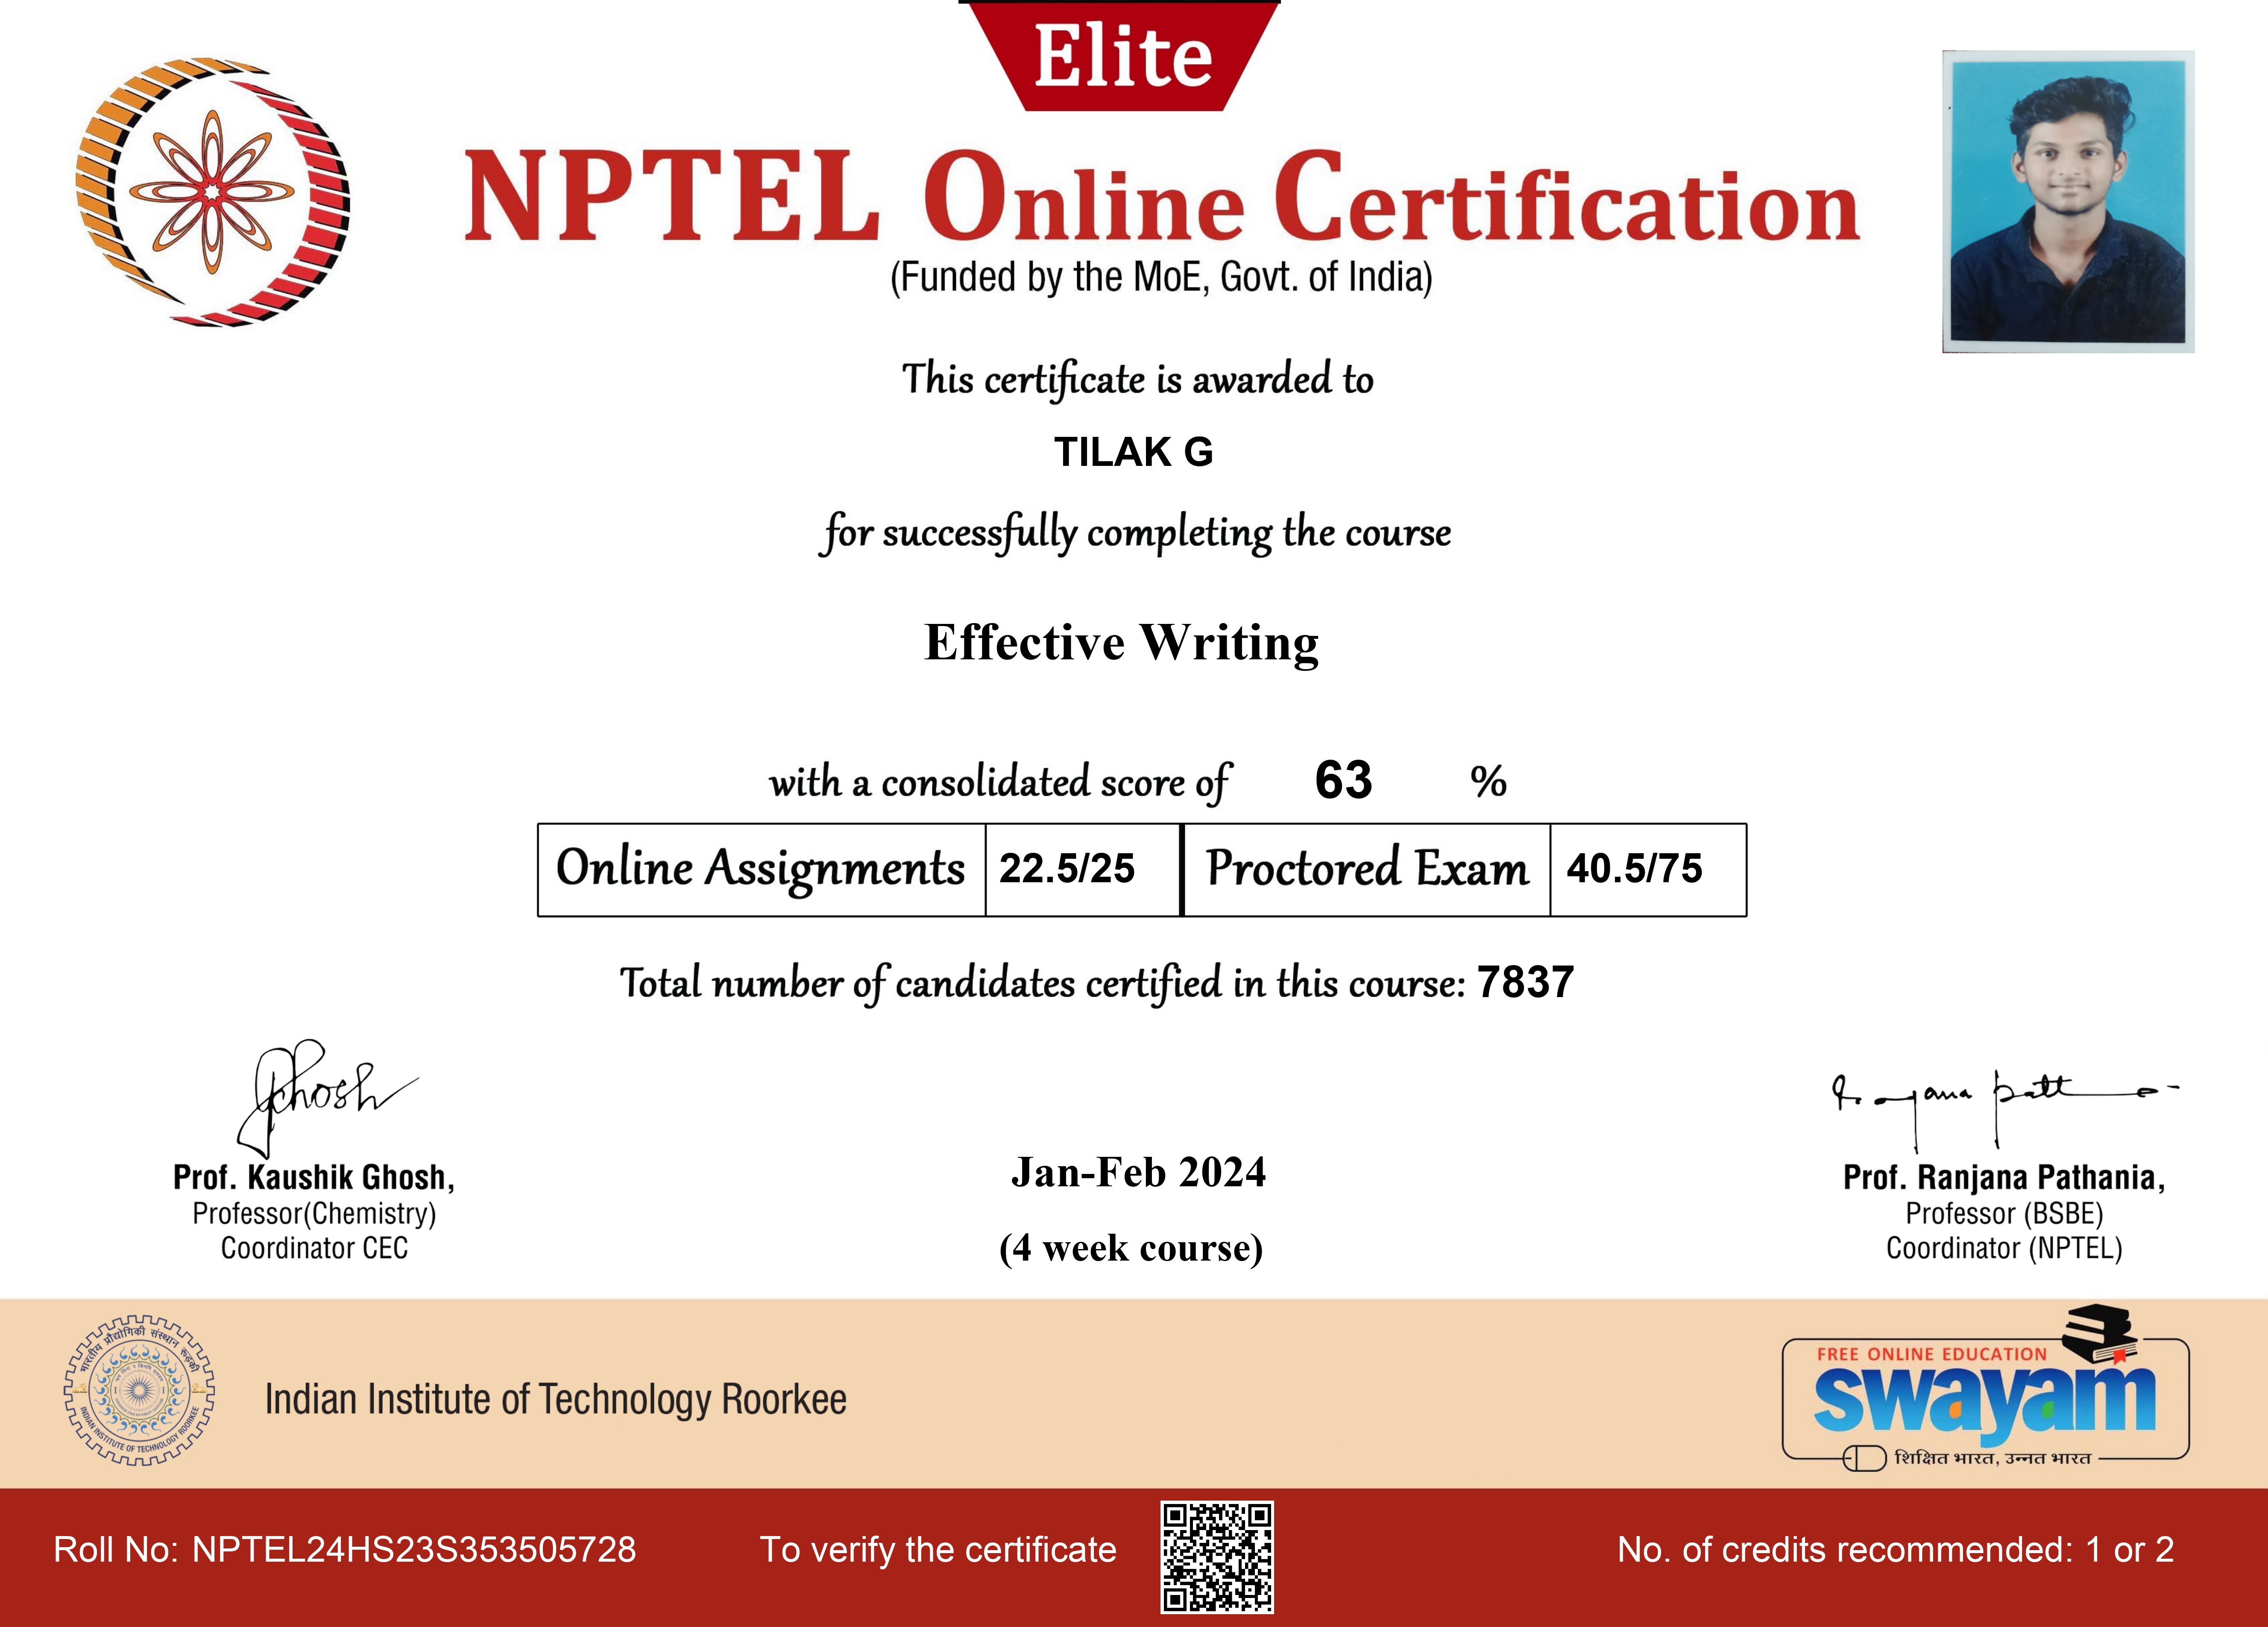 Elite
NPTEL Online Certification
(Funded by the MoE, Govt. of India)
This certificate is awarded to
TILAK G
for successfully completing the course
Effective Writing
with a consolidated score of 63 %
Online Assignments 22.5/25 Proctored Exam 40.5/75
Total number of candidates certified in this course: 7837
Ghosh
Prof. Kaushik Ghosh,
Professor(Chemistry)
Coordinator CEC
Jan-Feb 2024
(4 week course)
Prof. Ranjana Pathania,
Professor (BSBE)
Coordinator (NPTEL)
भारतीय प्रौद्योगिकी संस्थान रूड़की
INDIAN INSTITUTE OF TECHNOLOGY ROORKEE
Indian Institute of Technology Roorkee
FREE ONLINE EDUCATION
swayam
शिक्षित भारत, उन्नत भारत
Roll No: NPTEL24HS23S353505728
To verify the certificate
No. of credits recommended: 1 or 2